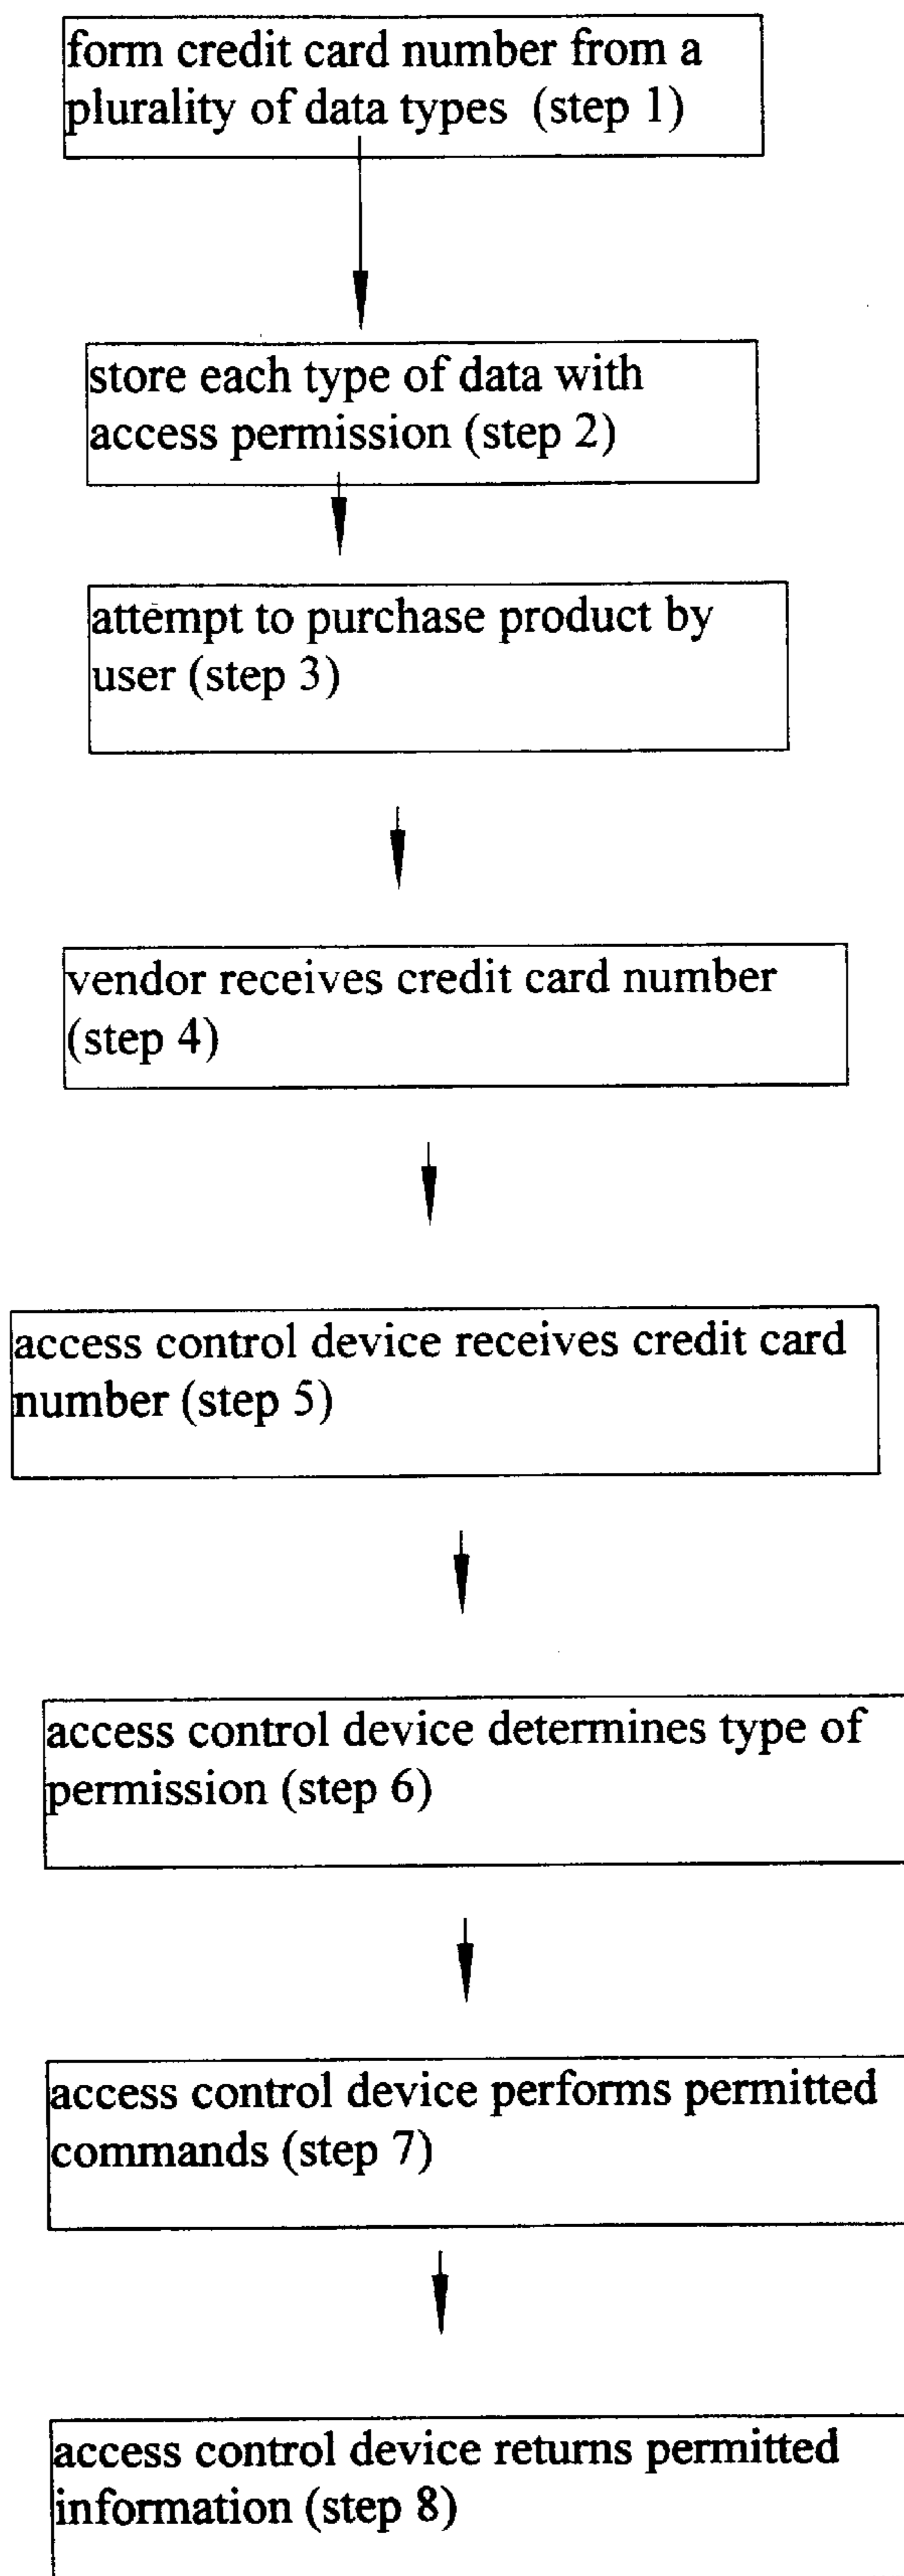 form credit card number from a
plurality of data types (step 1)
store each type of data with
access permission (step 2)
attempt to purchase product by
user (step 3)
vendor receives credit card number
(step 4)
access control device receives credit card
number (step 5)
access control device determines type of
permission (step 6)
access control device performs permitted
commands (step 7)
access control device returns permitted
information (step 8)